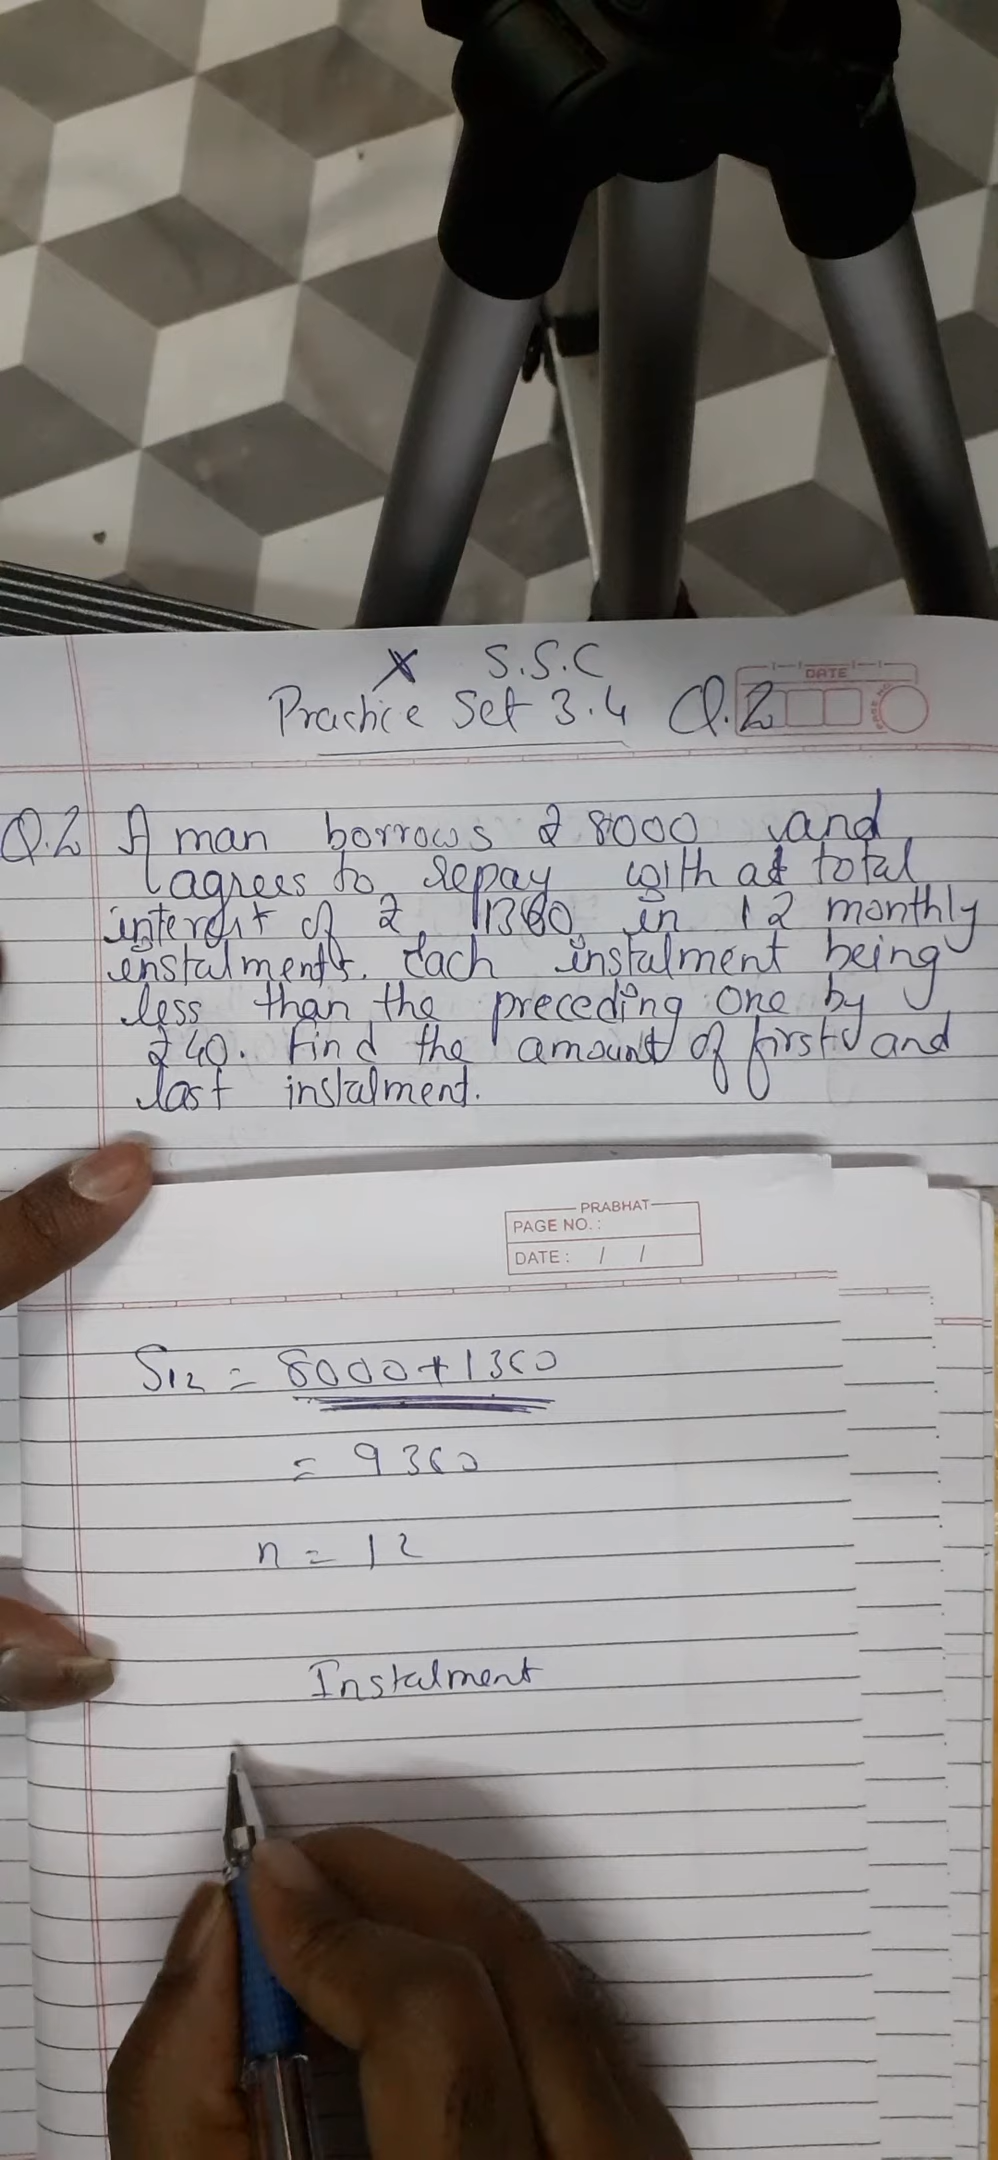 X S.S.C
DATE
Practice Set 3.4 Q.2
Q.2 A man borrows ₹ 8000 and
agrees to repay with a total
interest of ₹ 1360 in 12 monthly
instalments. Each instalment being
less than the preceding one by
₹40. Find the amount of first and
last instalment.
PRABHAT
PAGE NO. :
DATE : / /
S12 = 8000+1360
= 9360
n = 12
Instalment